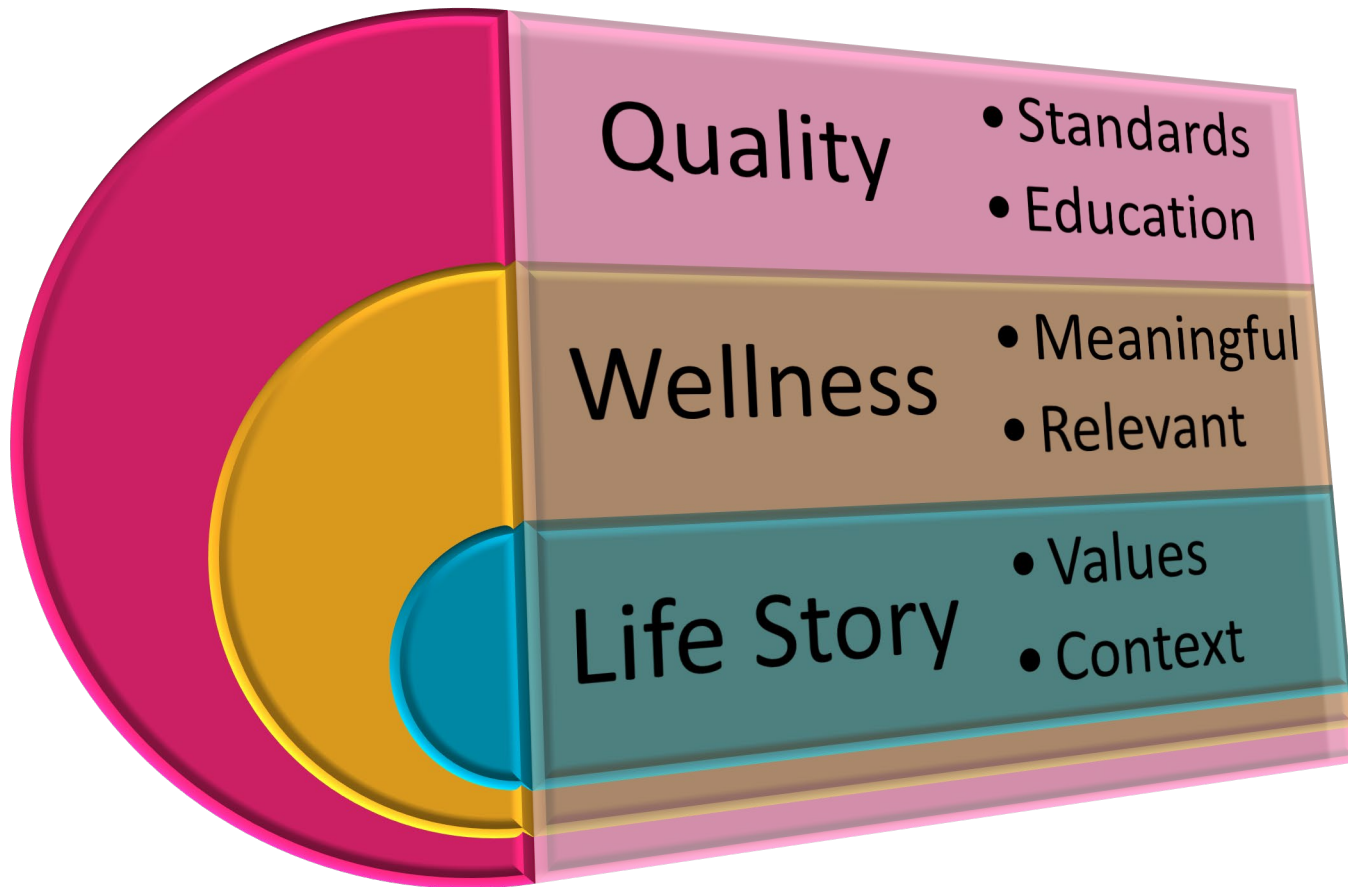 Quality
• Standards
• Education
Wellness
• Meaningful
• Relevant
Life Story
• Values
• Context